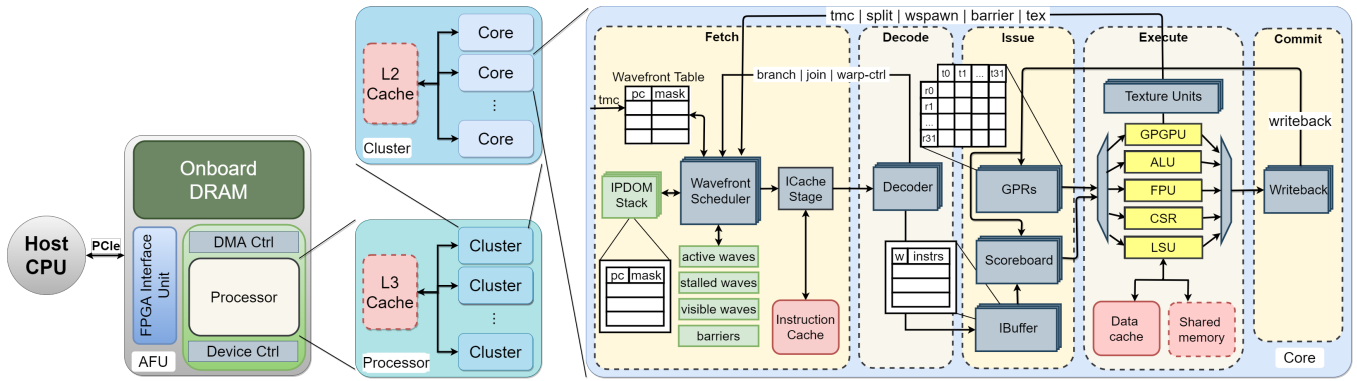 Host
CPU
PCIe
Onboard
DRAM
FPGA Interface
Unit
DMA Ctrl
Processor
Device Ctrl
AFU
L2
Cache
Core
Core
⋮
Core
Cluster
L3
Cache
Cluster
Cluster
⋮
Cluster
Processor
tmc | split | wspawn | barrier | tex
Fetch
Wavefront Table
tmc
pc mask
branch | join | warp-ctrl
IPDOM
Stack
Wavefront
Scheduler
ICache
Stage
pc mask
active waves
stalled waves
visible waves
barriers
Instruction
Cache
Decode
Decoder
w instrs
Issue
t0 t1 ... t31
r0
r1
...
r31
GPRs
Scoreboard
IBuffer
Execute
Texture Units
GPGPU
ALU
FPU
CSR
LSU
Data
cache
Shared
memory
Commit
writeback
Writeback
Core